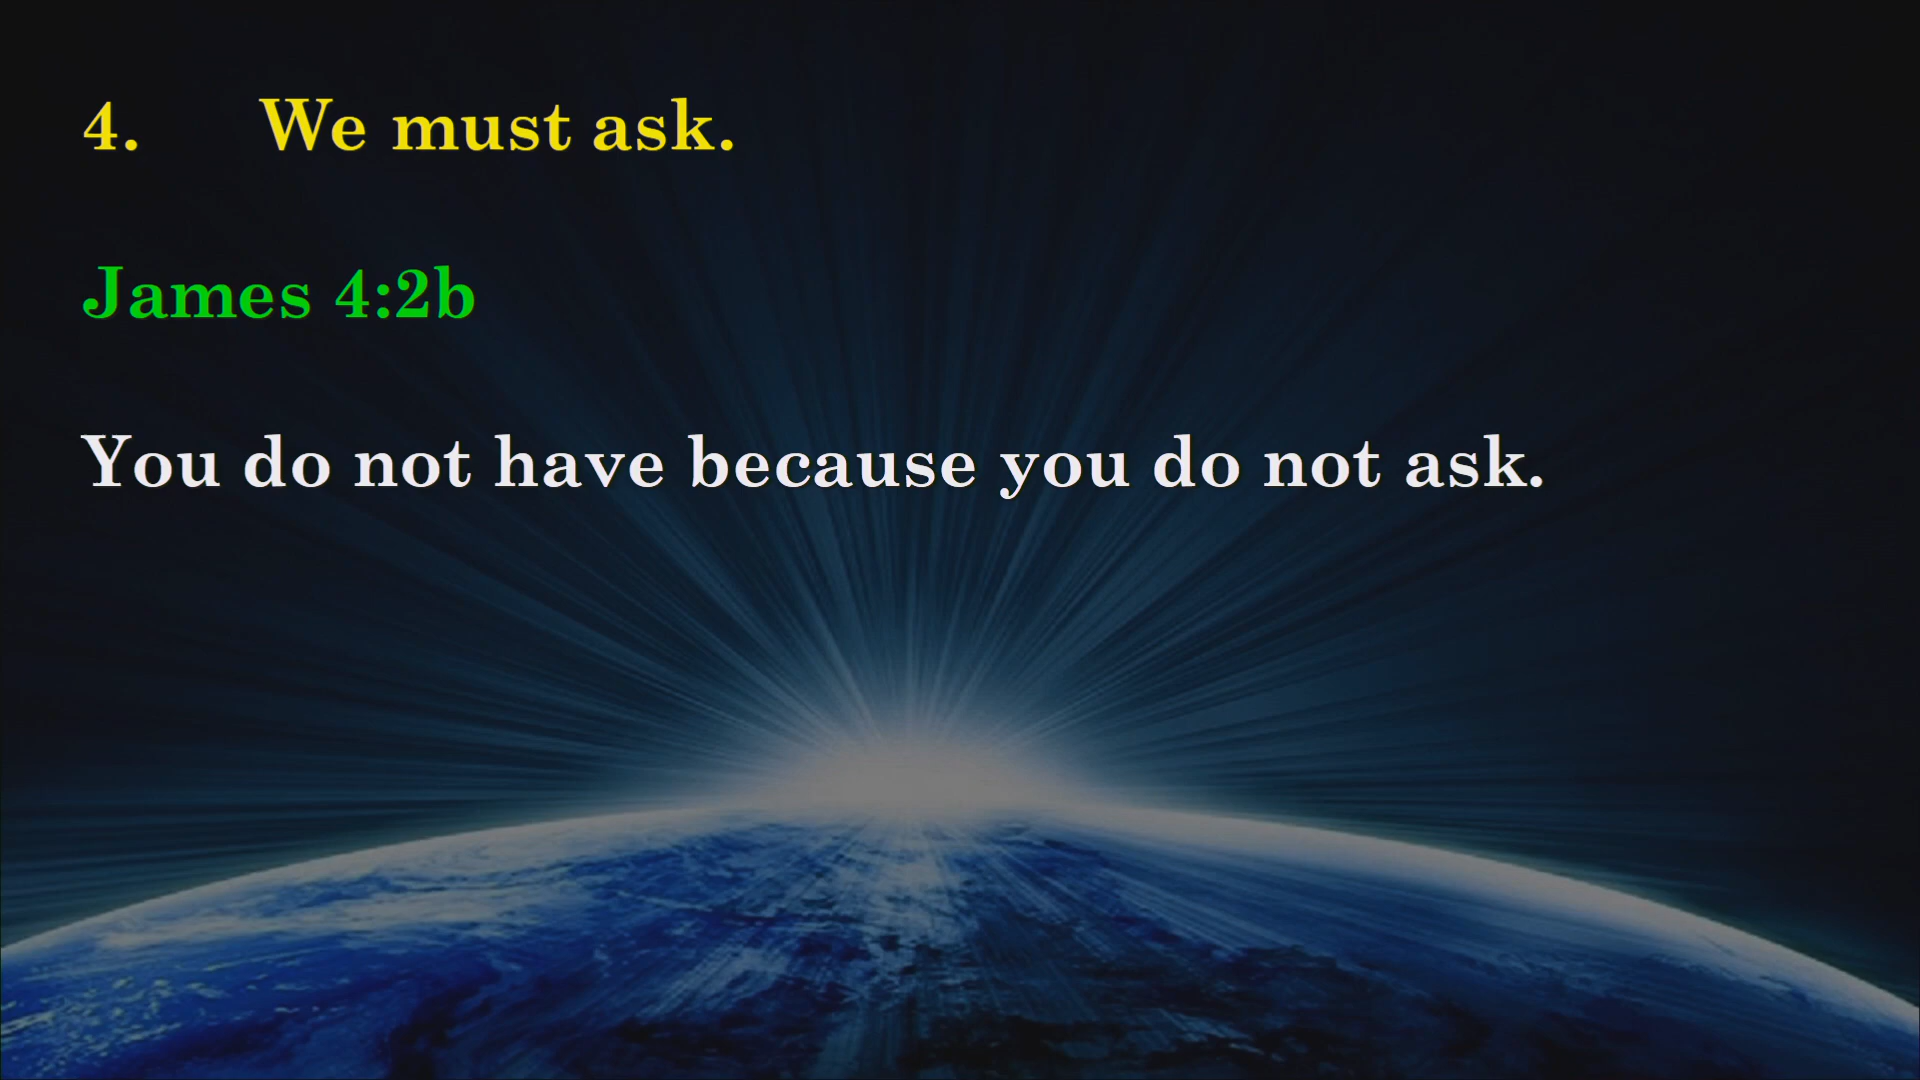 4. We must ask.
James 4:2b
You do not have because you do not ask.